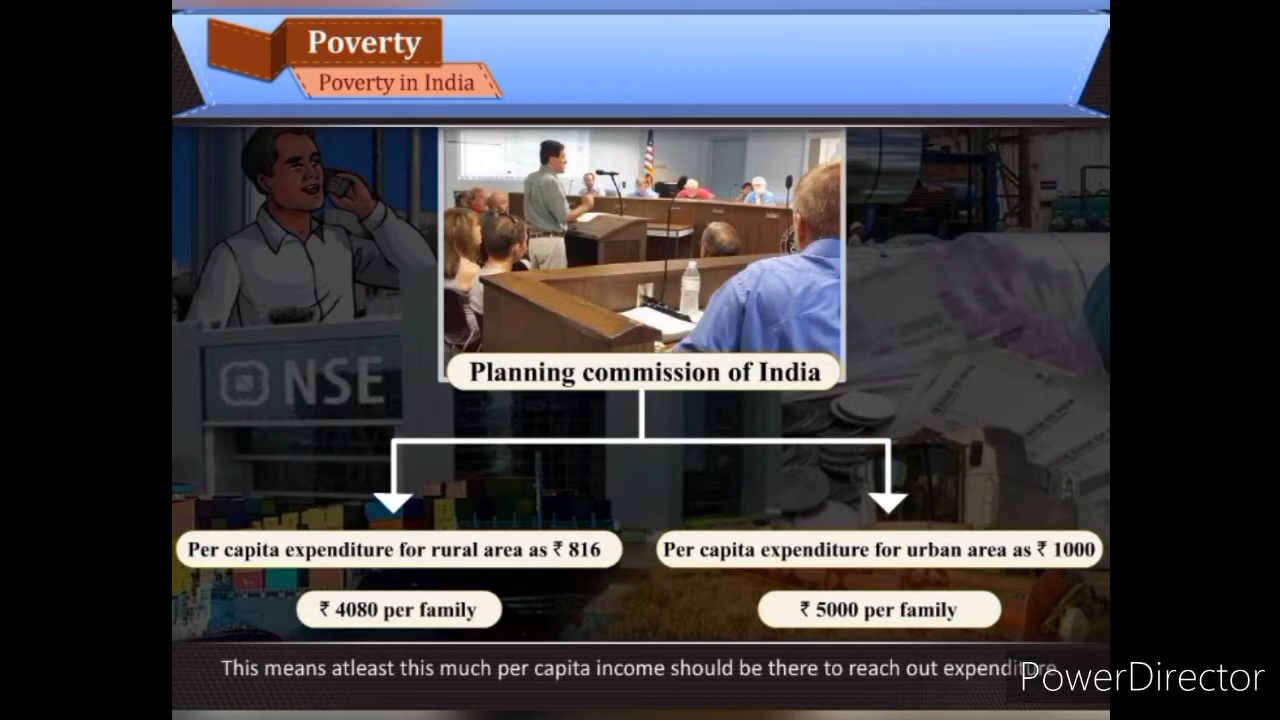 Poverty
Poverty in India
NSE
Planning commission of India
Per capita expenditure for rural area as ₹ 816
Per capita expenditure for urban area as ₹ 1000
₹ 4080 per family
₹ 5000 per family
This means atleast this much per capita income should be there to reach out expenditure
PowerDirector